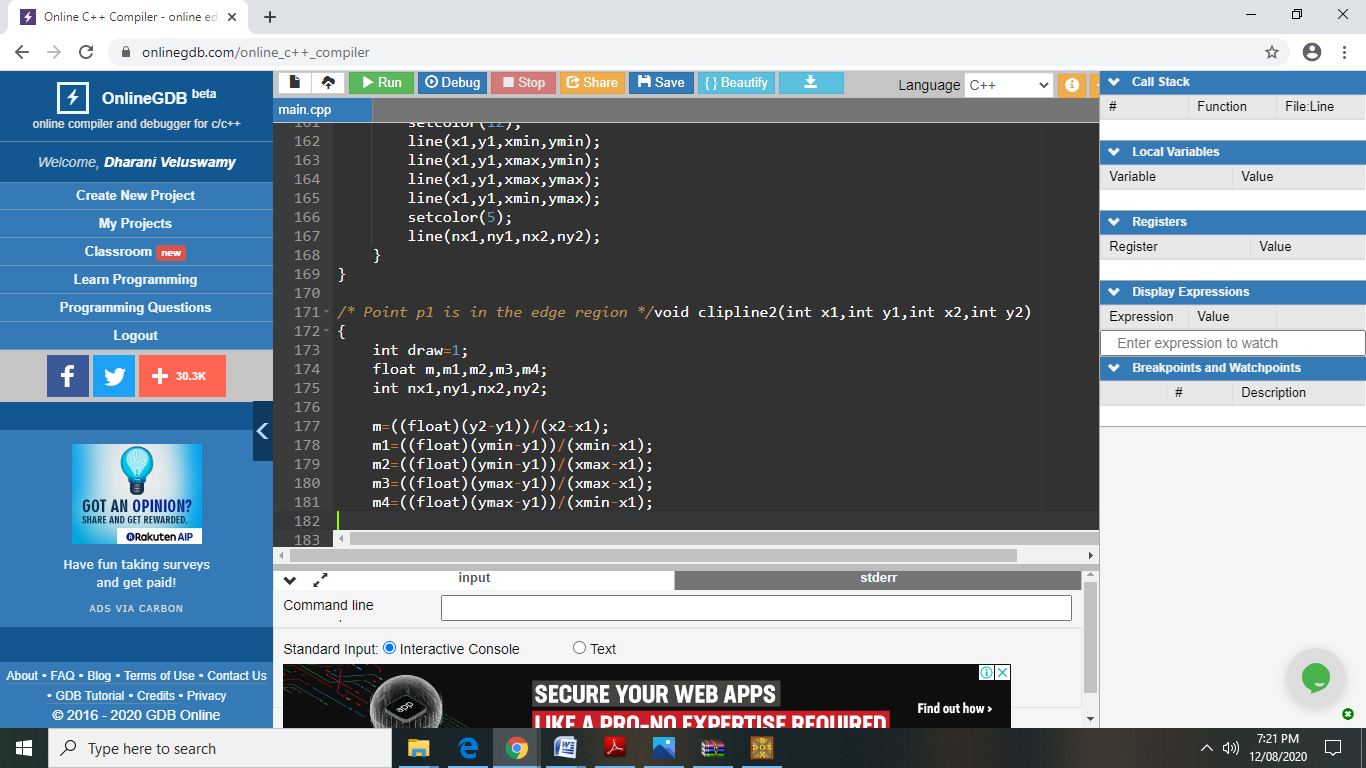 Online C++ Compiler - online ed
onlinegdb.com/online_c++_compiler
OnlineGDB beta
online compiler and debugger for c/c++
Welcome, Dharani Veluswamy
Create New Project
My Projects
Classroom new
Learn Programming
Programming Questions
Logout
30.3K
GOT AN OPINION?
SHARE AND GET REWARDED.
Rakuten AIP
Have fun taking surveys
and get paid!
ADS VIA CARBON
About • FAQ • Blog • Terms of Use • Contact Us
• GDB Tutorial • Credits • Privacy
© 2016 - 2020 GDB Online
Run Debug Stop Share Save { } Beautify
Language C++
main.cpp
161 setcolor(12);
162 line(x1,y1,xmin,ymin);
163 line(x1,y1,xmax,ymin);
164 line(x1,y1,xmax,ymax);
165 line(x1,y1,xmin,ymax);
166 setcolor(5);
167 line(nx1,ny1,nx2,ny2);
168 }
169 }
170
171 /* Point p1 is in the edge region */void clipline2(int x1,int y1,int x2,int y2)
172 {
173 int draw=1;
174 float m,m1,m2,m3,m4;
175 int nx1,ny1,nx2,ny2;
176
177 m=((float)(y2-y1))/(x2-x1);
178 m1=((float)(ymin-y1))/(xmin-x1);
179 m2=((float)(ymin-y1))/(xmax-x1);
180 m3=((float)(ymax-y1))/(xmax-x1);
181 m4=((float)(ymax-y1))/(xmin-x1);
182
183
input stderr
Command line
Standard Input: Interactive Console Text
app
SECURE YOUR WEB APPS
LIKE A PRO-NO EXPERTISE REQUIRED
Find out how >
Call Stack
# Function File:Line
Local Variables
Variable Value
Registers
Register Value
Display Expressions
Expression Value
Enter expression to watch
Breakpoints and Watchpoints
# Description
Type here to search
DOS
7:21 PM
12/08/2020